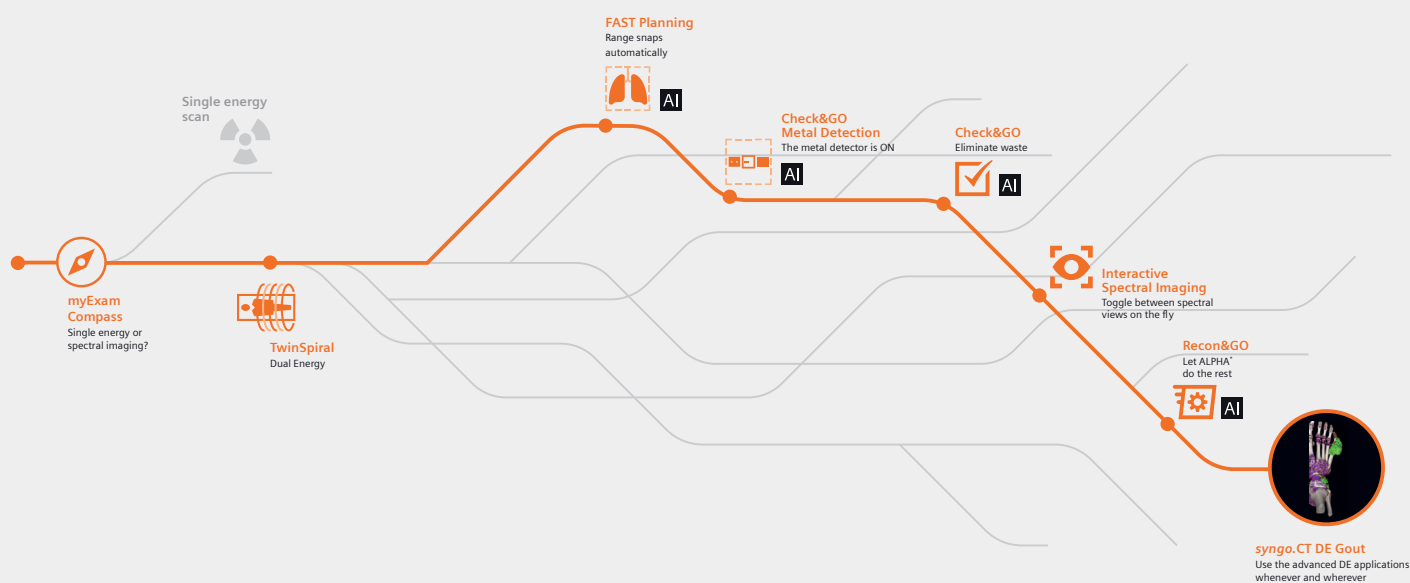 FAST Planning
Range snaps
automatically
AI
Single energy
scan
Check&GO
Metal Detection
The metal detector is ON
AI
Check&GO
Eliminate waste
AI
myExam
Compass
Single energy or
spectral imaging?
TwinSpiral
Dual Energy
Interactive
Spectral Imaging
Toggle between spectral
views on the fly
Recon&GO
Let ALPHA*
do the rest
AI
syngo.CT DE Gout
Use the advanced DE applications
whenever and wherever